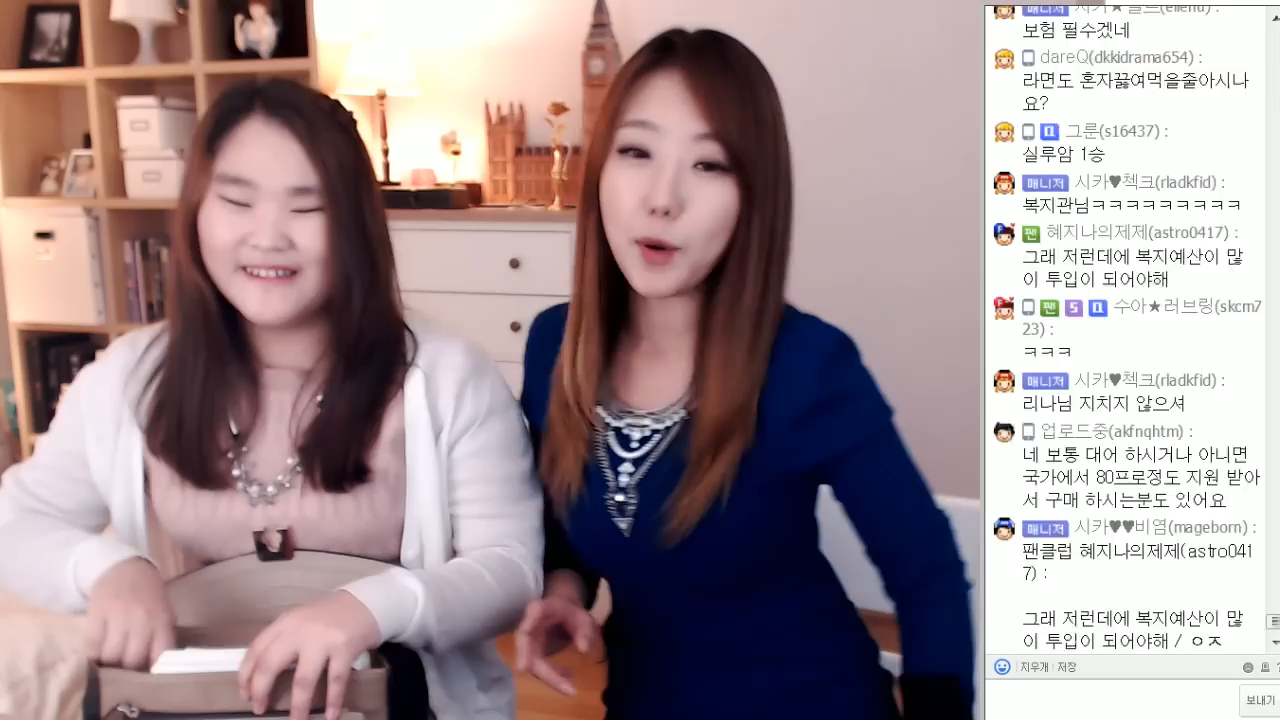 매니저
보험 필수겠네
dareQ(dkkidrama654) :
라면도 혼자끓여먹을줄아시나
요?
그룬(s16437) :
실루암 1승
매니저 시카♥첵크(rladkfid) :
복지관님ㅋㅋㅋㅋㅋㅋㅋㅋㅋ
팬 혜지나의제제(astro0417) :
그래 저런데에 복지예산이 많
이 투입이 되어야해
팬 S 수아★러브링(skcm7
23) :
ㅋㅋㅋ
매니저 시카♥첵크(rladkfid) :
리나님 지치지 않으셔
업로드중(akfnqhtm) :
네 보통 대어 하시거나 아니면
국가에서 80프로정도 지원 받아
서 구매 하시는분도 있어요
매니저 시카♥♥비염(mageborn) :
팬클럽 혜지나의제제(astro041
7) :
그래 저런데에 복지예산이 많
이 투입이 되어야해 / ㅇㅈ
지우개 저장
보내기